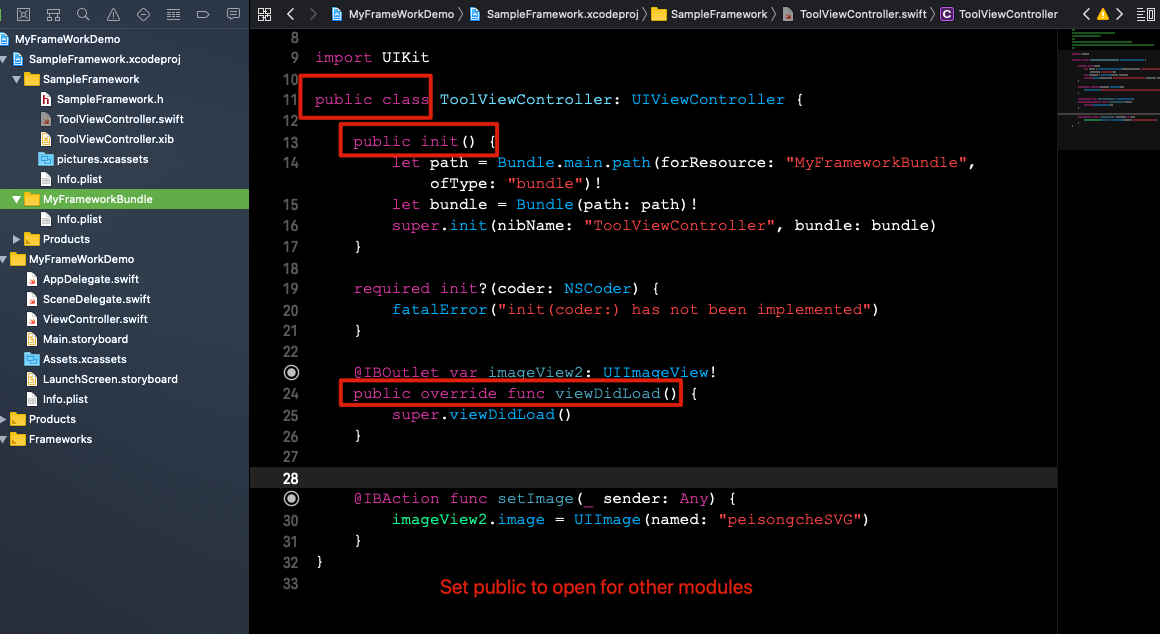 MyFrameWorkDemo
SampleFramework.xcodeproj
SampleFramework
SampleFramework.h
ToolViewController.swift
ToolViewController.xib
pictures.xcassets
Info.plist
MyFrameworkBundle
Info.plist
Products
MyFrameWorkDemo
AppDelegate.swift
SceneDelegate.swift
ViewController.swift
Main.storyboard
Assets.xcassets
LaunchScreen.storyboard
Info.plist
Products
Frameworks
MyFrameWorkDemo SampleFramework.xcodeproj SampleFramework ToolViewController.swift C ToolViewController
8
9 import UIKit
10
11 public class ToolViewController: UIViewController {
12
13 public init() {
14 let path = Bundle.main.path(forResource: "MyFrameworkBundle",
ofType: "bundle")!
15 let bundle = Bundle(path: path)!
16 super.init(nibName: "ToolViewController", bundle: bundle)
17 }
18
19 required init?(coder: NSCoder) {
20 fatalError("init(coder:) has not been implemented")
21 }
22
@IBOutlet var imageView2: UIImageView!
24 public override func viewDidLoad() {
25 super.viewDidLoad()
26 }
27
28
@IBAction func setImage(_ sender: Any) {
30 imageView2.image = UIImage(named: "peisongcheSVG")
31 }
32 }
33
Set public to open for other modules